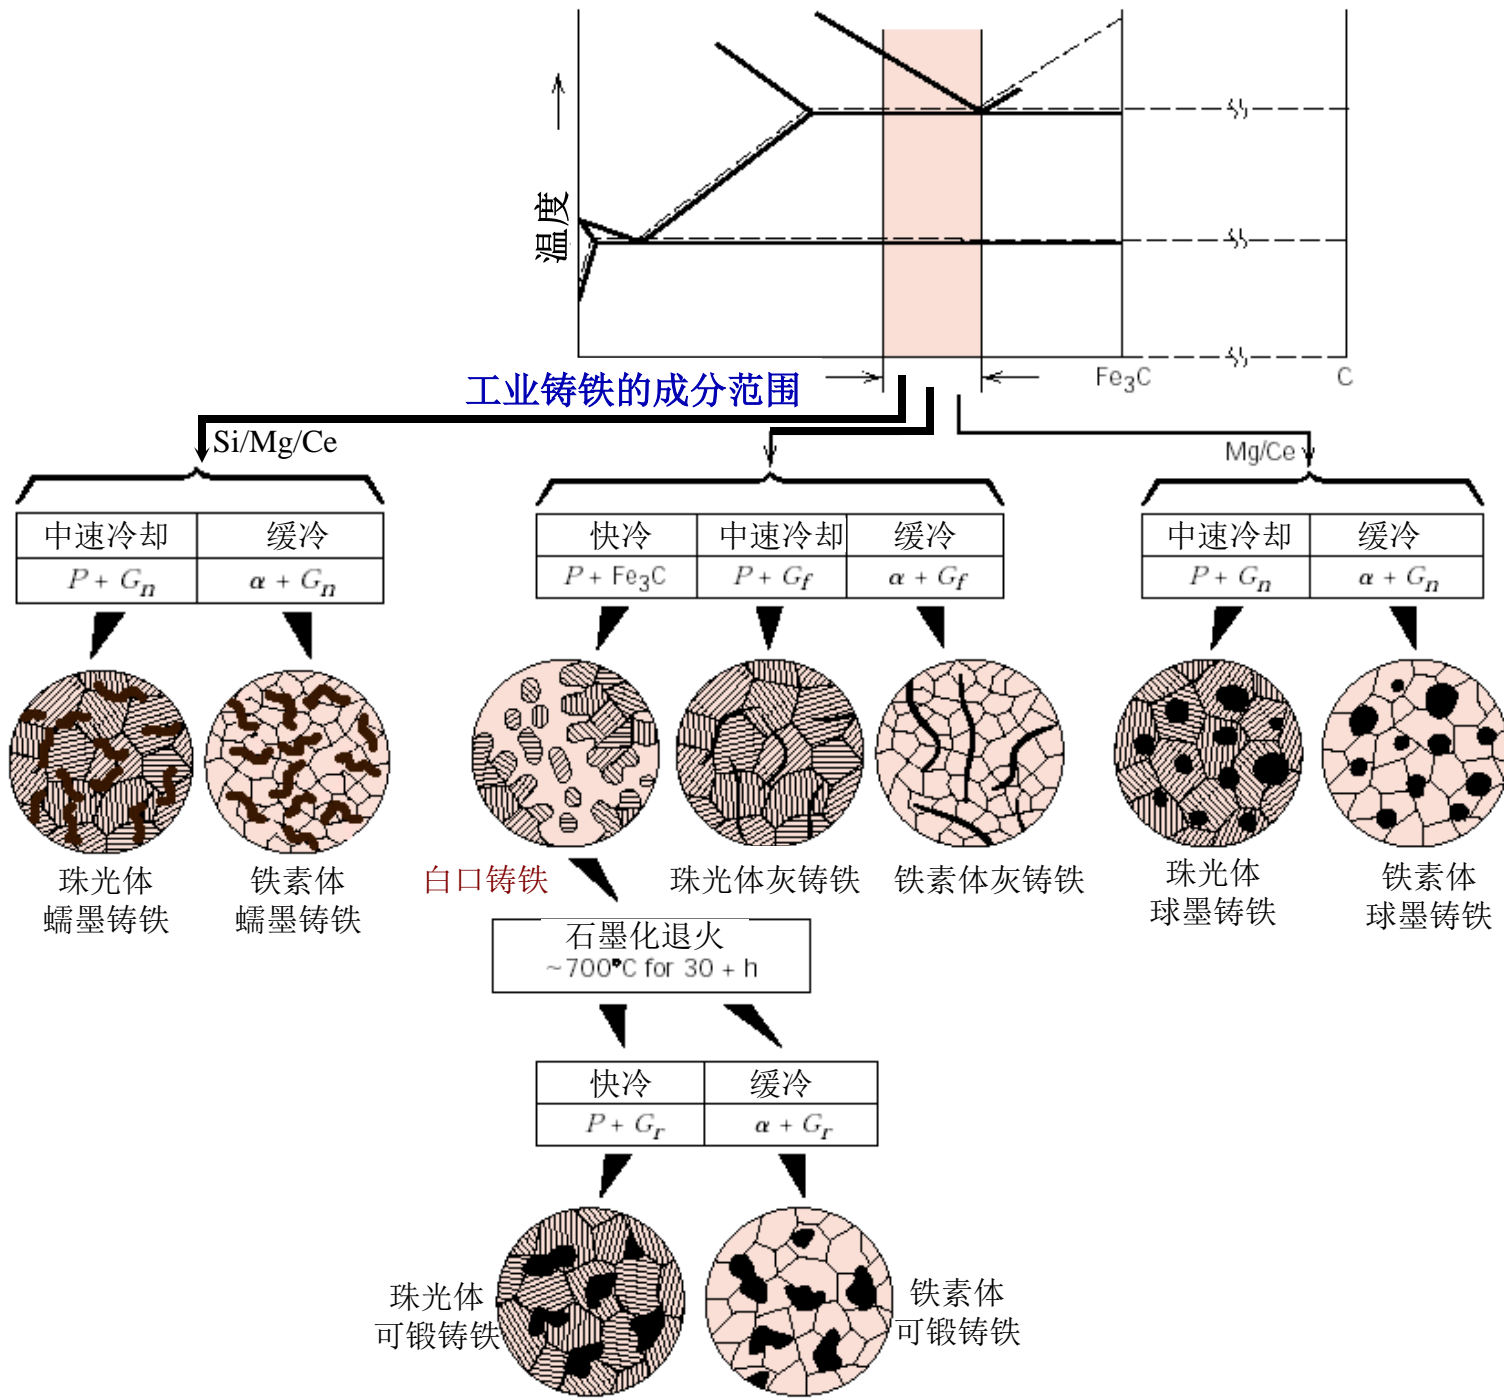 温度
Fe₃C
C
工业铸铁的成分范围
Si/Mg/Ce
Mg/Ce
中速冷却 缓冷
P + Gn α + Gn
快冷 中速冷却 缓冷
P + Fe₃C P + Gf α + Gf
中速冷却 缓冷
P + Gn α + Gn
珠光体
蠕墨铸铁
铁素体
蠕墨铸铁
白口铸铁
珠光体灰铸铁
铁素体灰铸铁
珠光体
球墨铸铁
铁素体
球墨铸铁
石墨化退火
~700°C for 30 + h
快冷 缓冷
P + Gr α + Gr
珠光体
可锻铸铁
铁素体
可锻铸铁